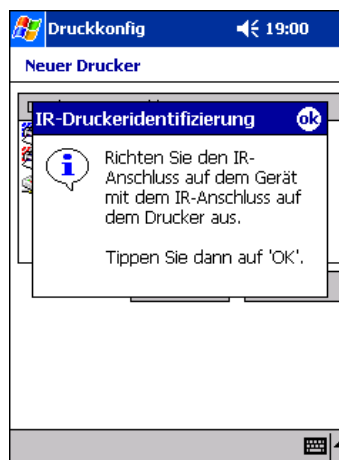 Druckkonfig 19:00
Neuer Drucker
IR-Druckeridentifizierung ok
Richten Sie den IR-
Anschluss auf dem Gerät
mit dem IR-Anschluss auf
dem Drucker aus.
Tippen Sie dann auf 'OK'.